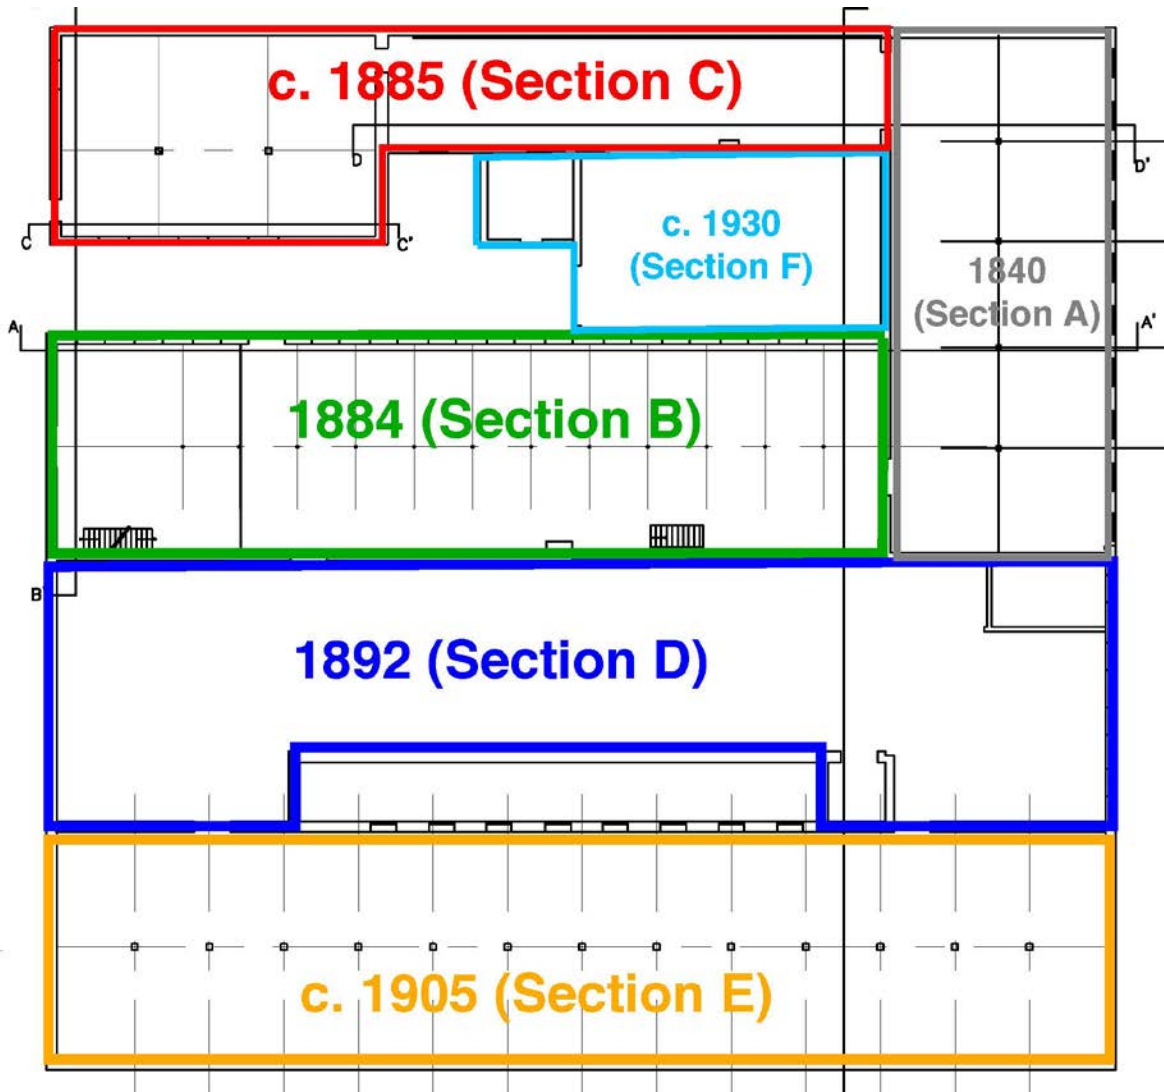 c. 1885 (Section C)
D
D'
c. 1930
(Section F)
C
C'
1840
(Section A)
A
A'
1884 (Section B)
B
1892 (Section D)
c. 1905 (Section E)